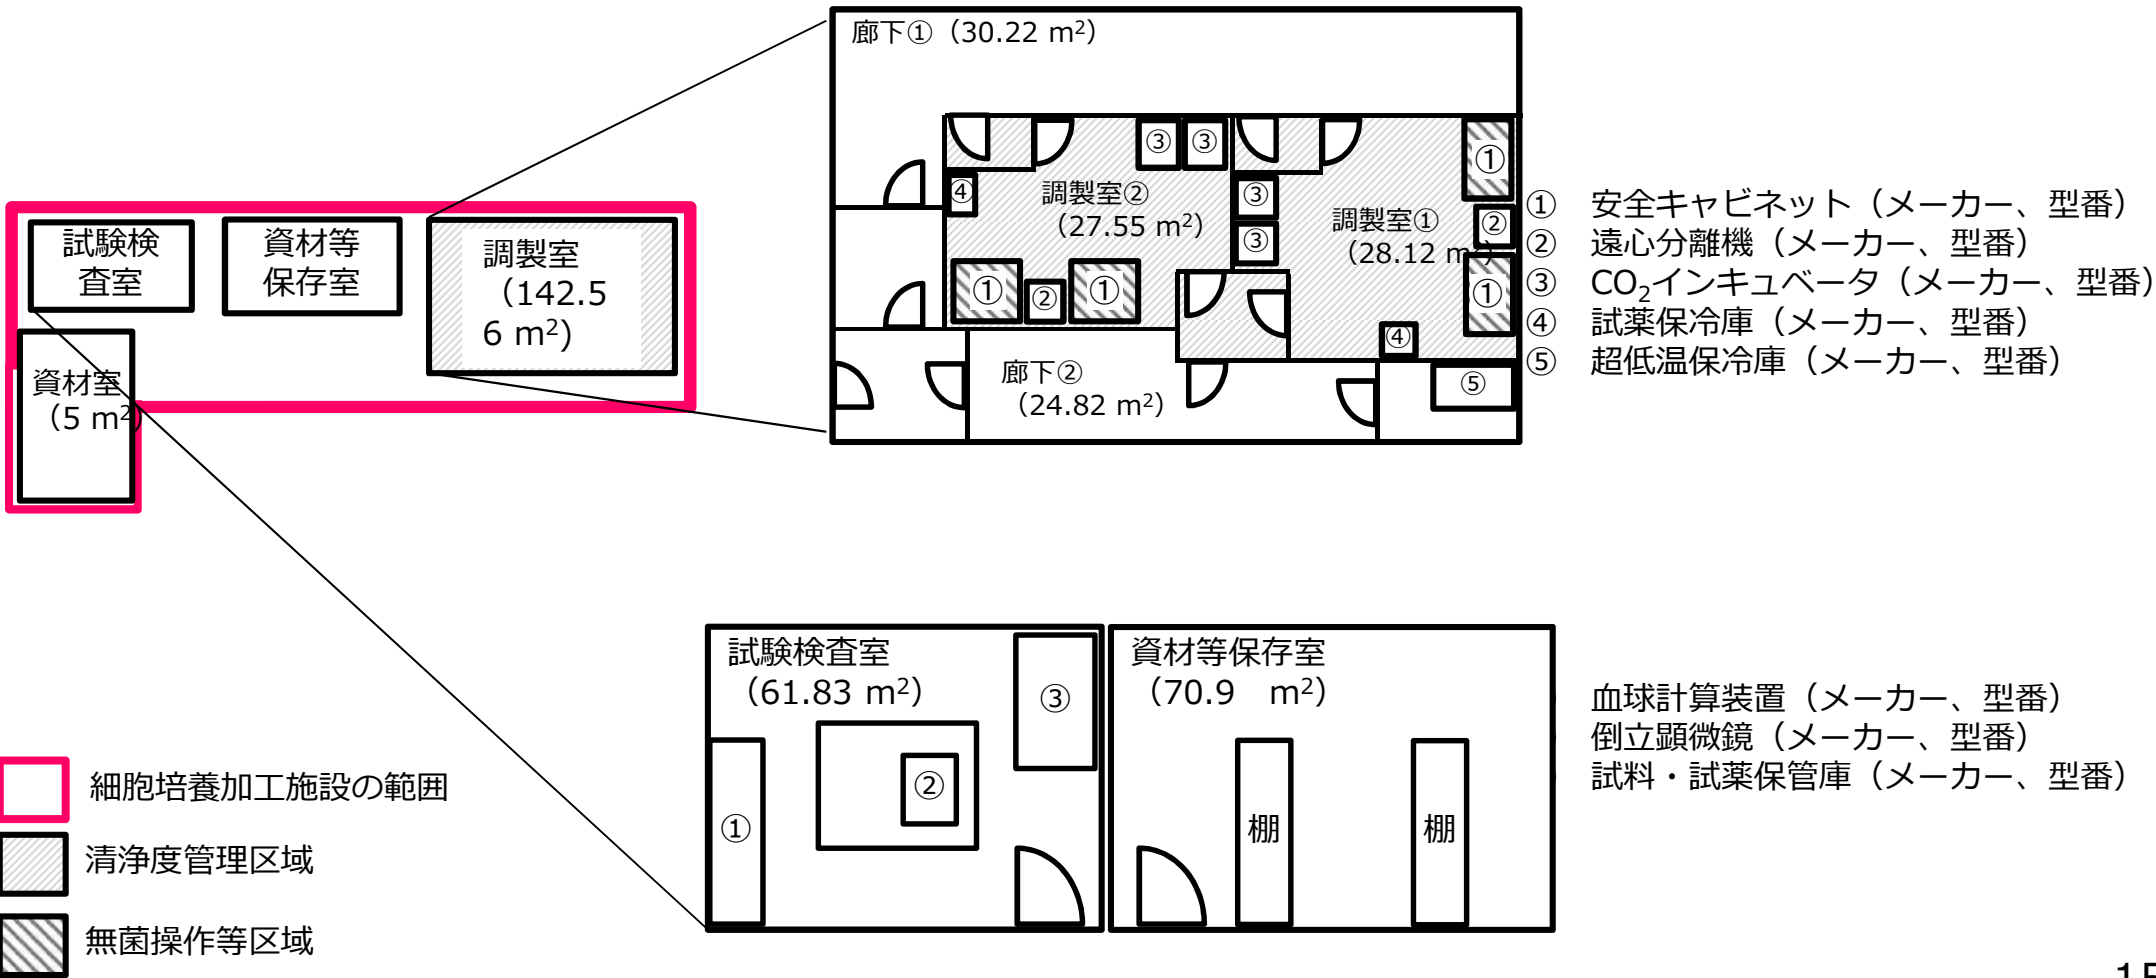 廊下①（30.22 m²）
調製室②
（27.55 m²）
調製室①
（28.12 m²）
③
③
③
③
④
①
②
①
①
②
①
④
⑤
廊下②
（24.82 m²）
試験検
査室
資材等
保存室
調製室
（142.5
6 m²)
資材室
（5 m²）
① 安全キャビネット（メーカー、型番）
② 遠心分離機（メーカー、型番）
③ CO₂インキュベータ（メーカー、型番）
④ 試薬保冷庫（メーカー、型番）
⑤ 超低温保冷庫（メーカー、型番）
試験検査室
（61.83 m²）
①
②
③
資材等保存室
（70.9　m²）
棚
棚
血球計算装置（メーカー、型番）
倒立顕微鏡（メーカー、型番）
試料・試薬保管庫（メーカー、型番）
細胞培養加工施設の範囲
清浄度管理区域
無菌操作等区域